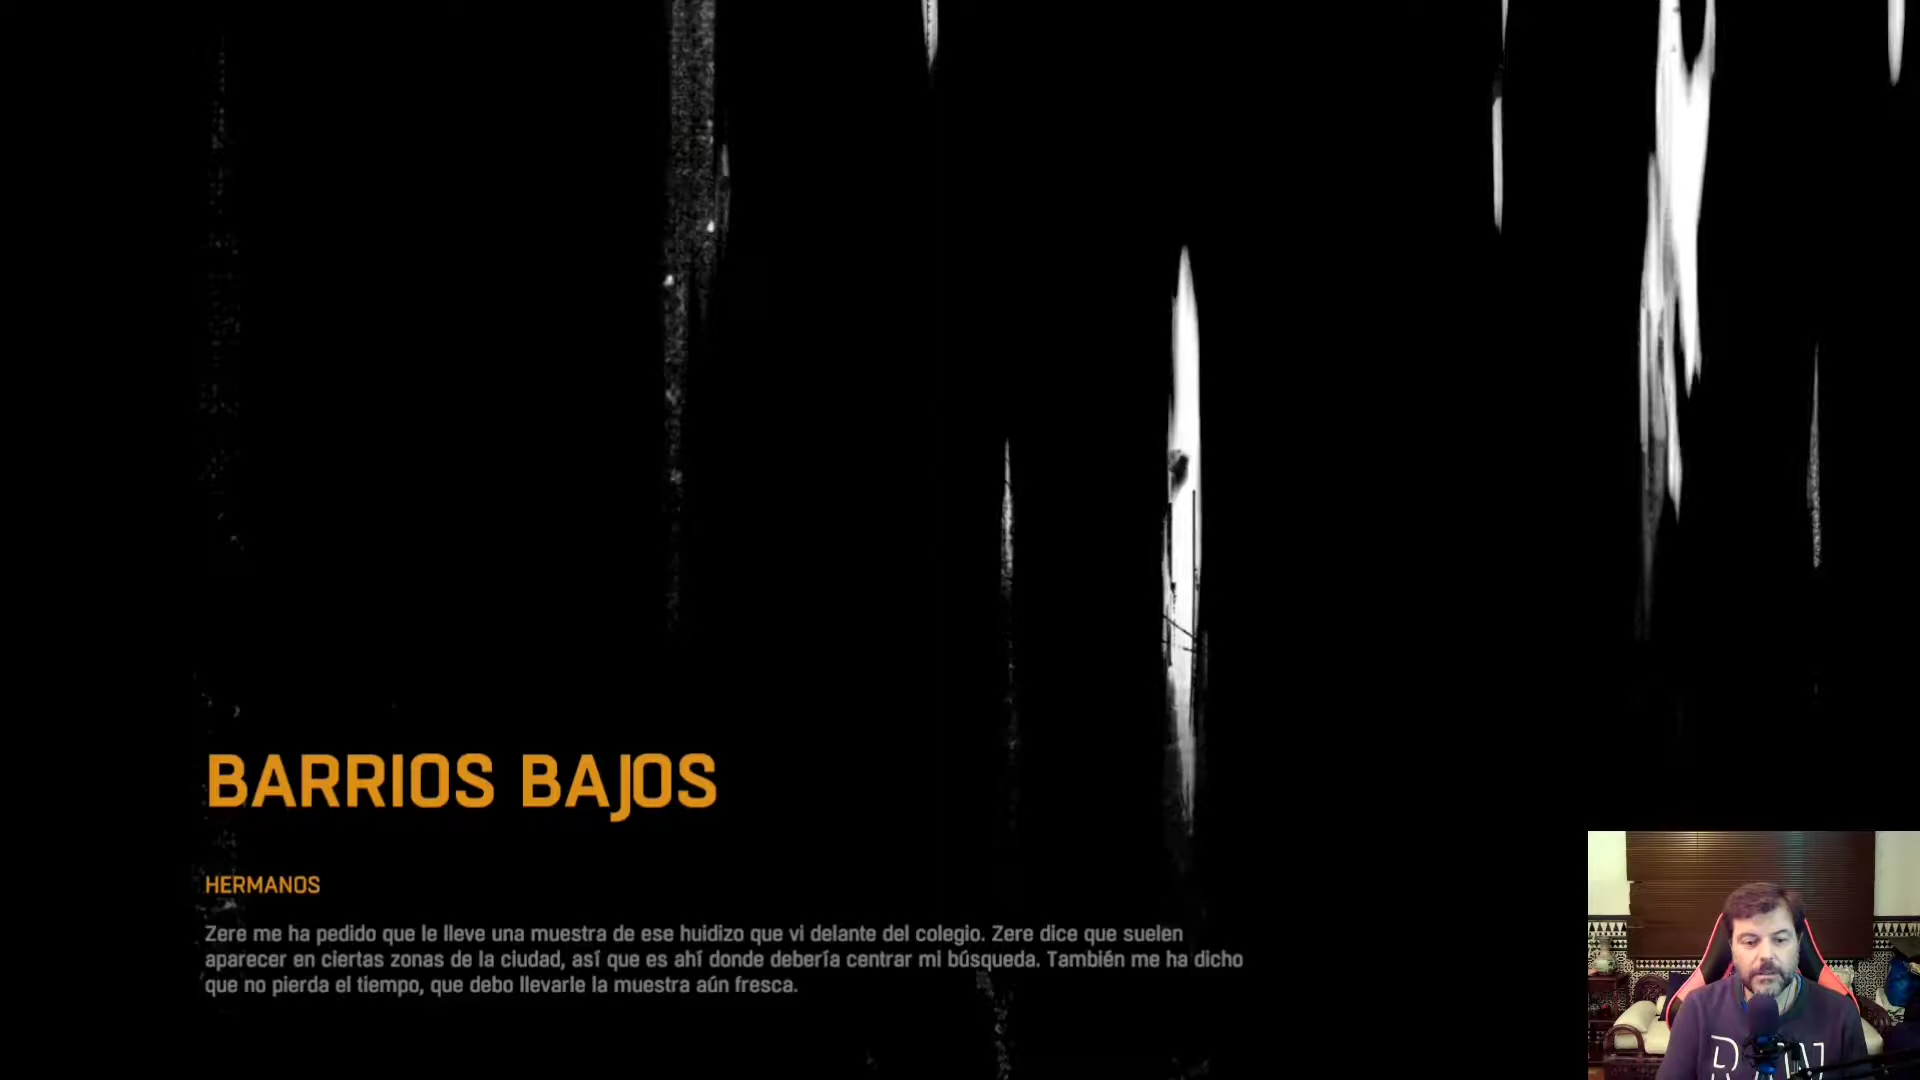 BARRIOS BAJOS
HERMANOS
Zere me ha pedido que le lleve una muestra de ese huidizo que vi delante del colegio. Zere dice que suelen
aparecer en ciertas zonas de la ciudad, así que es ahí donde debería centrar mi búsqueda. También me ha dicho
que no pierda el tiempo, que debo llevarle la muestra aún fresca.